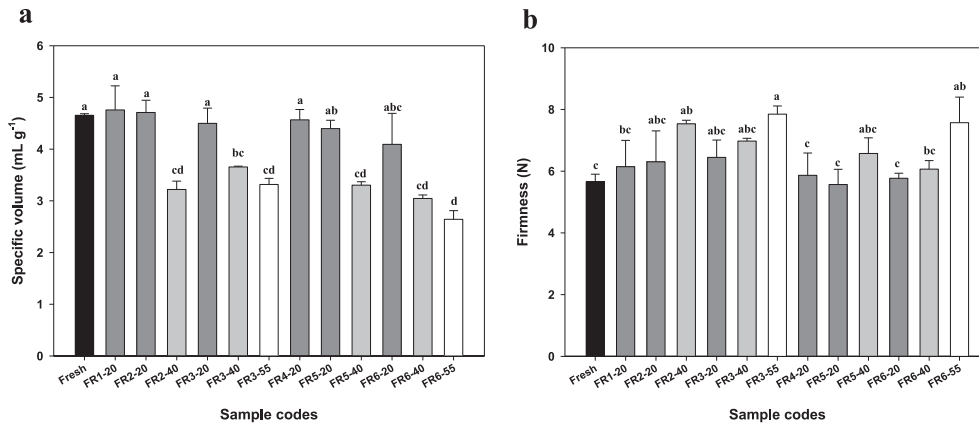 a
6
5
4
3
2
1
0
Specific volume (mL g-1)
a
a
a
cd
a
bc
cd
a
ab
cd
abc
cd
d
Fresh
FR1-20
FR2-20
FR2-40
FR3-20
FR3-40
FR3-55
FR4-20
FR5-20
FR5-40
FR6-20
FR6-40
FR6-55
Sample codes
b
10
8
6
4
2
0
Firmness (N)
c
bc
abc
ab
abc
abc
a
c
c
abc
c
bc
ab
Fresh
FR1-20
FR2-20
FR2-40
FR3-20
FR3-40
FR3-55
FR4-20
FR5-20
FR5-40
FR6-20
FR6-40
FR6-55
Sample codes